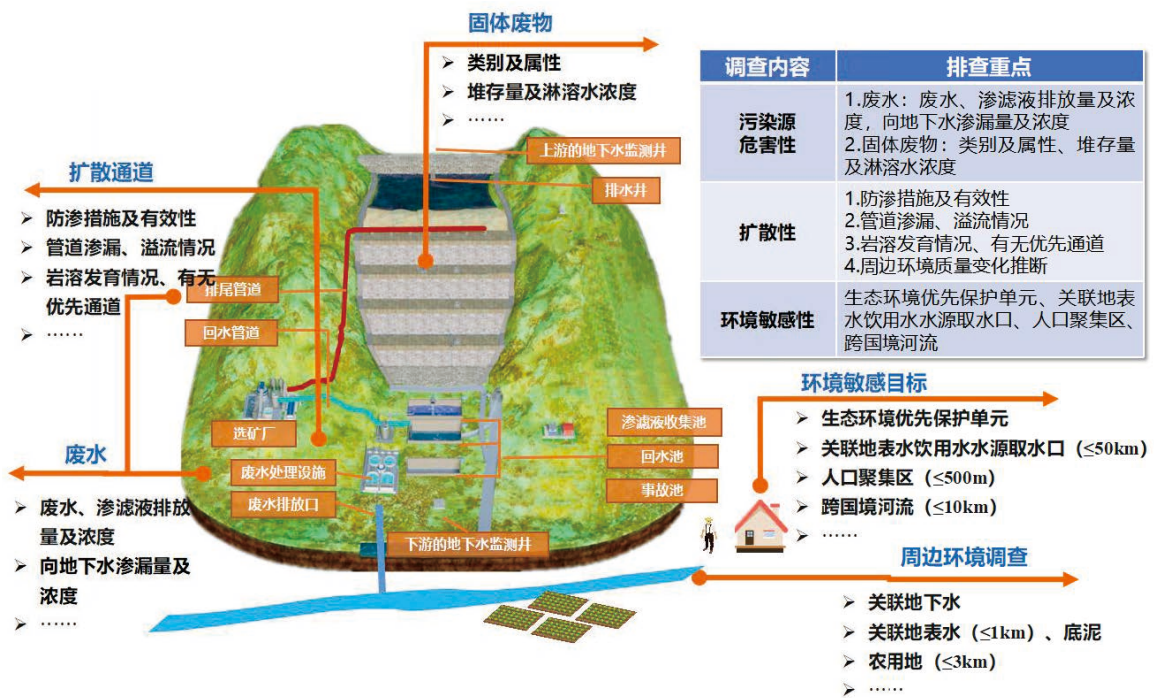 固体废物
➢ 类别及属性
➢ 堆存量及淋溶水浓度
➢ ……
调查内容
排查重点
污染源
危害性
1.废水：废水、渗滤液排放量及浓
度，向地下水渗漏量及浓度
2.固体废物：类别及属性、堆存量
及淋溶水浓度
扩散性
1.防渗措施及有效性
2.管道渗漏、溢流情况
3.岩溶发育情况、有无优先通道
4.周边环境质量变化推断
环境敏感性
生态环境优先保护单元、关联地表
水饮用水水源取水口、人口聚集区、
跨国境河流
扩散通道
➢ 防渗措施及有效性
➢ 管道渗漏、溢流情况
➢ 岩溶发育情况、有无
优先通道
➢ ……
上游的地下水监测井
排水井
排尾管道
回水管道
选矿厂
废水处理设施
废水排放口
下游的地下水监测井
渗滤液收集池
回水池
事故池
废水
➢ 废水、渗滤液排放
量及浓度
➢ 向地下水渗漏量及
浓度
➢ ……
环境敏感目标
➢ 生态环境优先保护单元
➢ 关联地表水饮用水水源取水口（≤50km）
➢ 人口聚集区（≤500m）
➢ 跨国境河流（≤10km）
➢ ……
周边环境调查
➢ 关联地下水
➢ 关联地表水（≤1km）、底泥
➢ 农用地（≤3km）
➢ ……